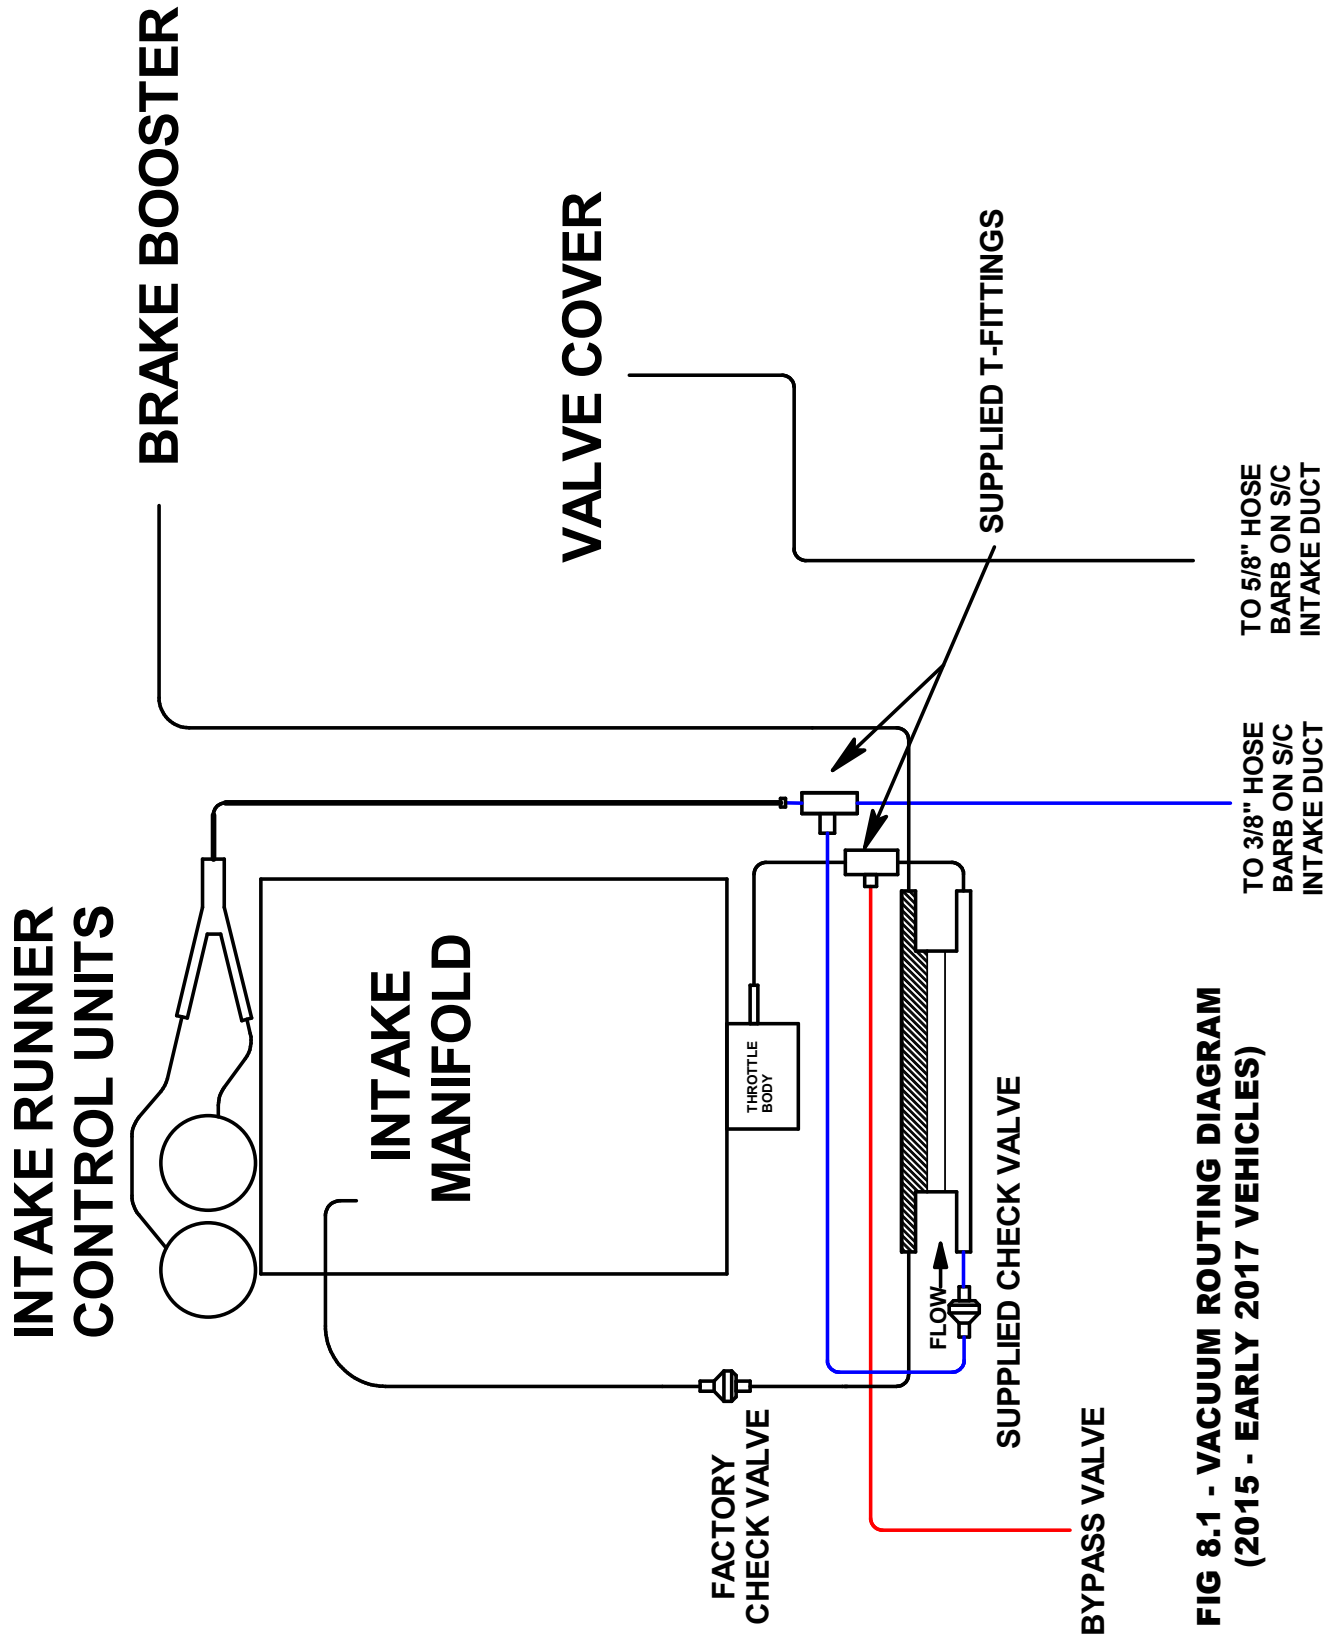 INTAKE RUNNER
CONTROL UNITS
BRAKE BOOSTER
INTAKE
MANIFOLD
VALVE COVER
THROTTLE
BODY
FACTORY
CHECK VALVE
SUPPLIED T-FITTINGS
FLOW
SUPPLIED CHECK VALVE
BYPASS VALVE
TO 3/8" HOSE
BARB ON S/C
INTAKE DUCT
TO 5/8" HOSE
BARB ON S/C
INTAKE DUCT
FIG 8.1 - VACUUM ROUTING DIAGRAM
(2015 - EARLY 2017 VEHICLES)